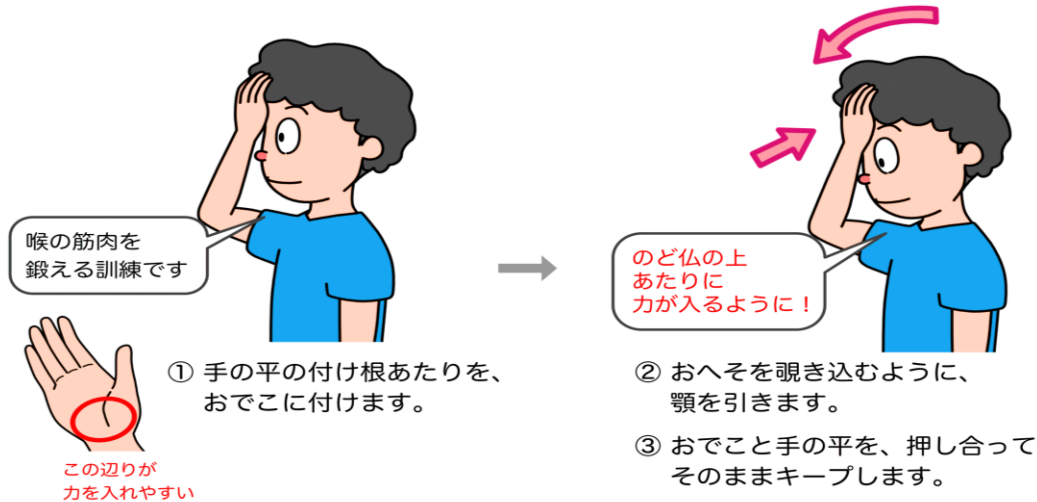 喉の筋肉を
鍛える訓練です
① 手の平の付け根あたりを、
おでこに付けます。
この辺りが
力を入れやすい
のど仏の上
あたりに
力が入るように！
② おへそを覗き込むように、
顎を引きます。
③ おでこと手の平を、押し合って
そのままキープします。